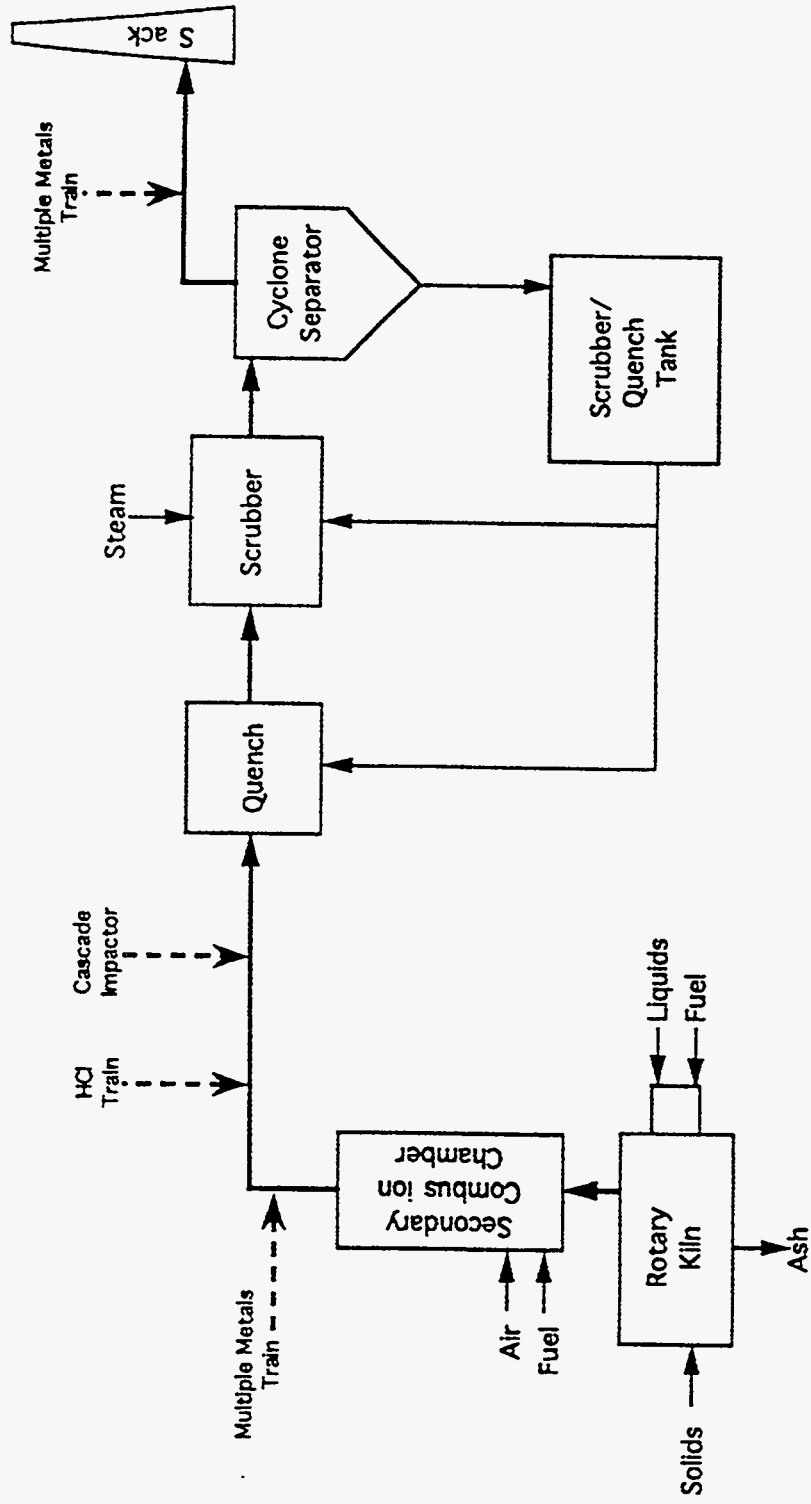 Multiple Metals
Train
HCl
Train
Cascade
Impactor
Steam
Multiple Metals
Train
S ack
Secondary
Combus ion
Chamber
Quench
Scrubber
Cyclone
Separator
Air
Fuel
Solids
Rotary
Kiln
Liquids
Fuel
Ash
Scrubber/
Quench
Tank